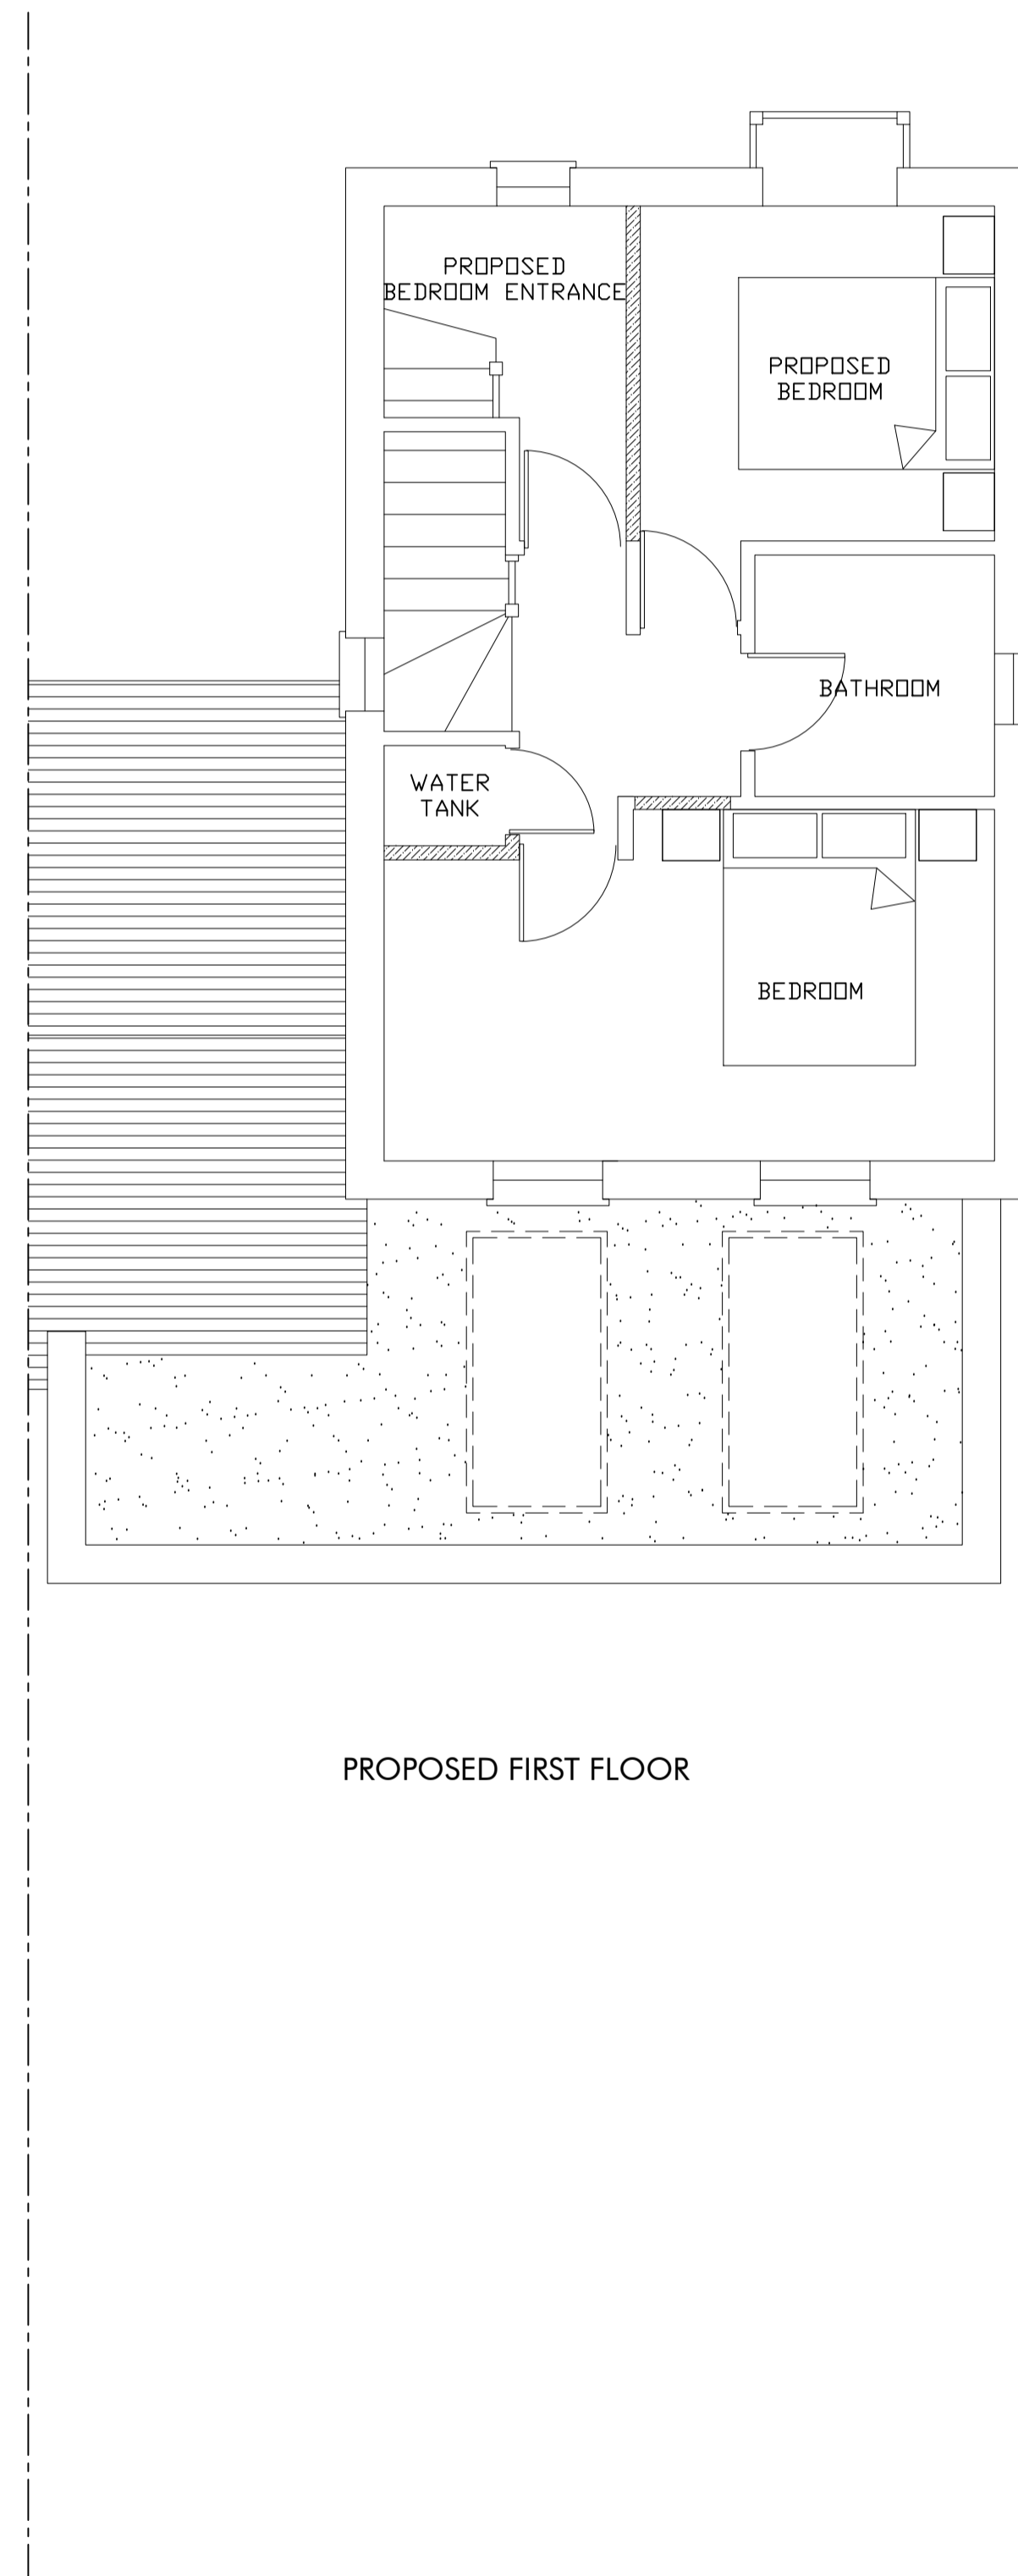 PROPOSED
BEDROOM ENTRANCE
PROPOSED
BEDROOM
BATHROOM
WATER
TANK
BEDROOM
PROPOSED FIRST FLOOR